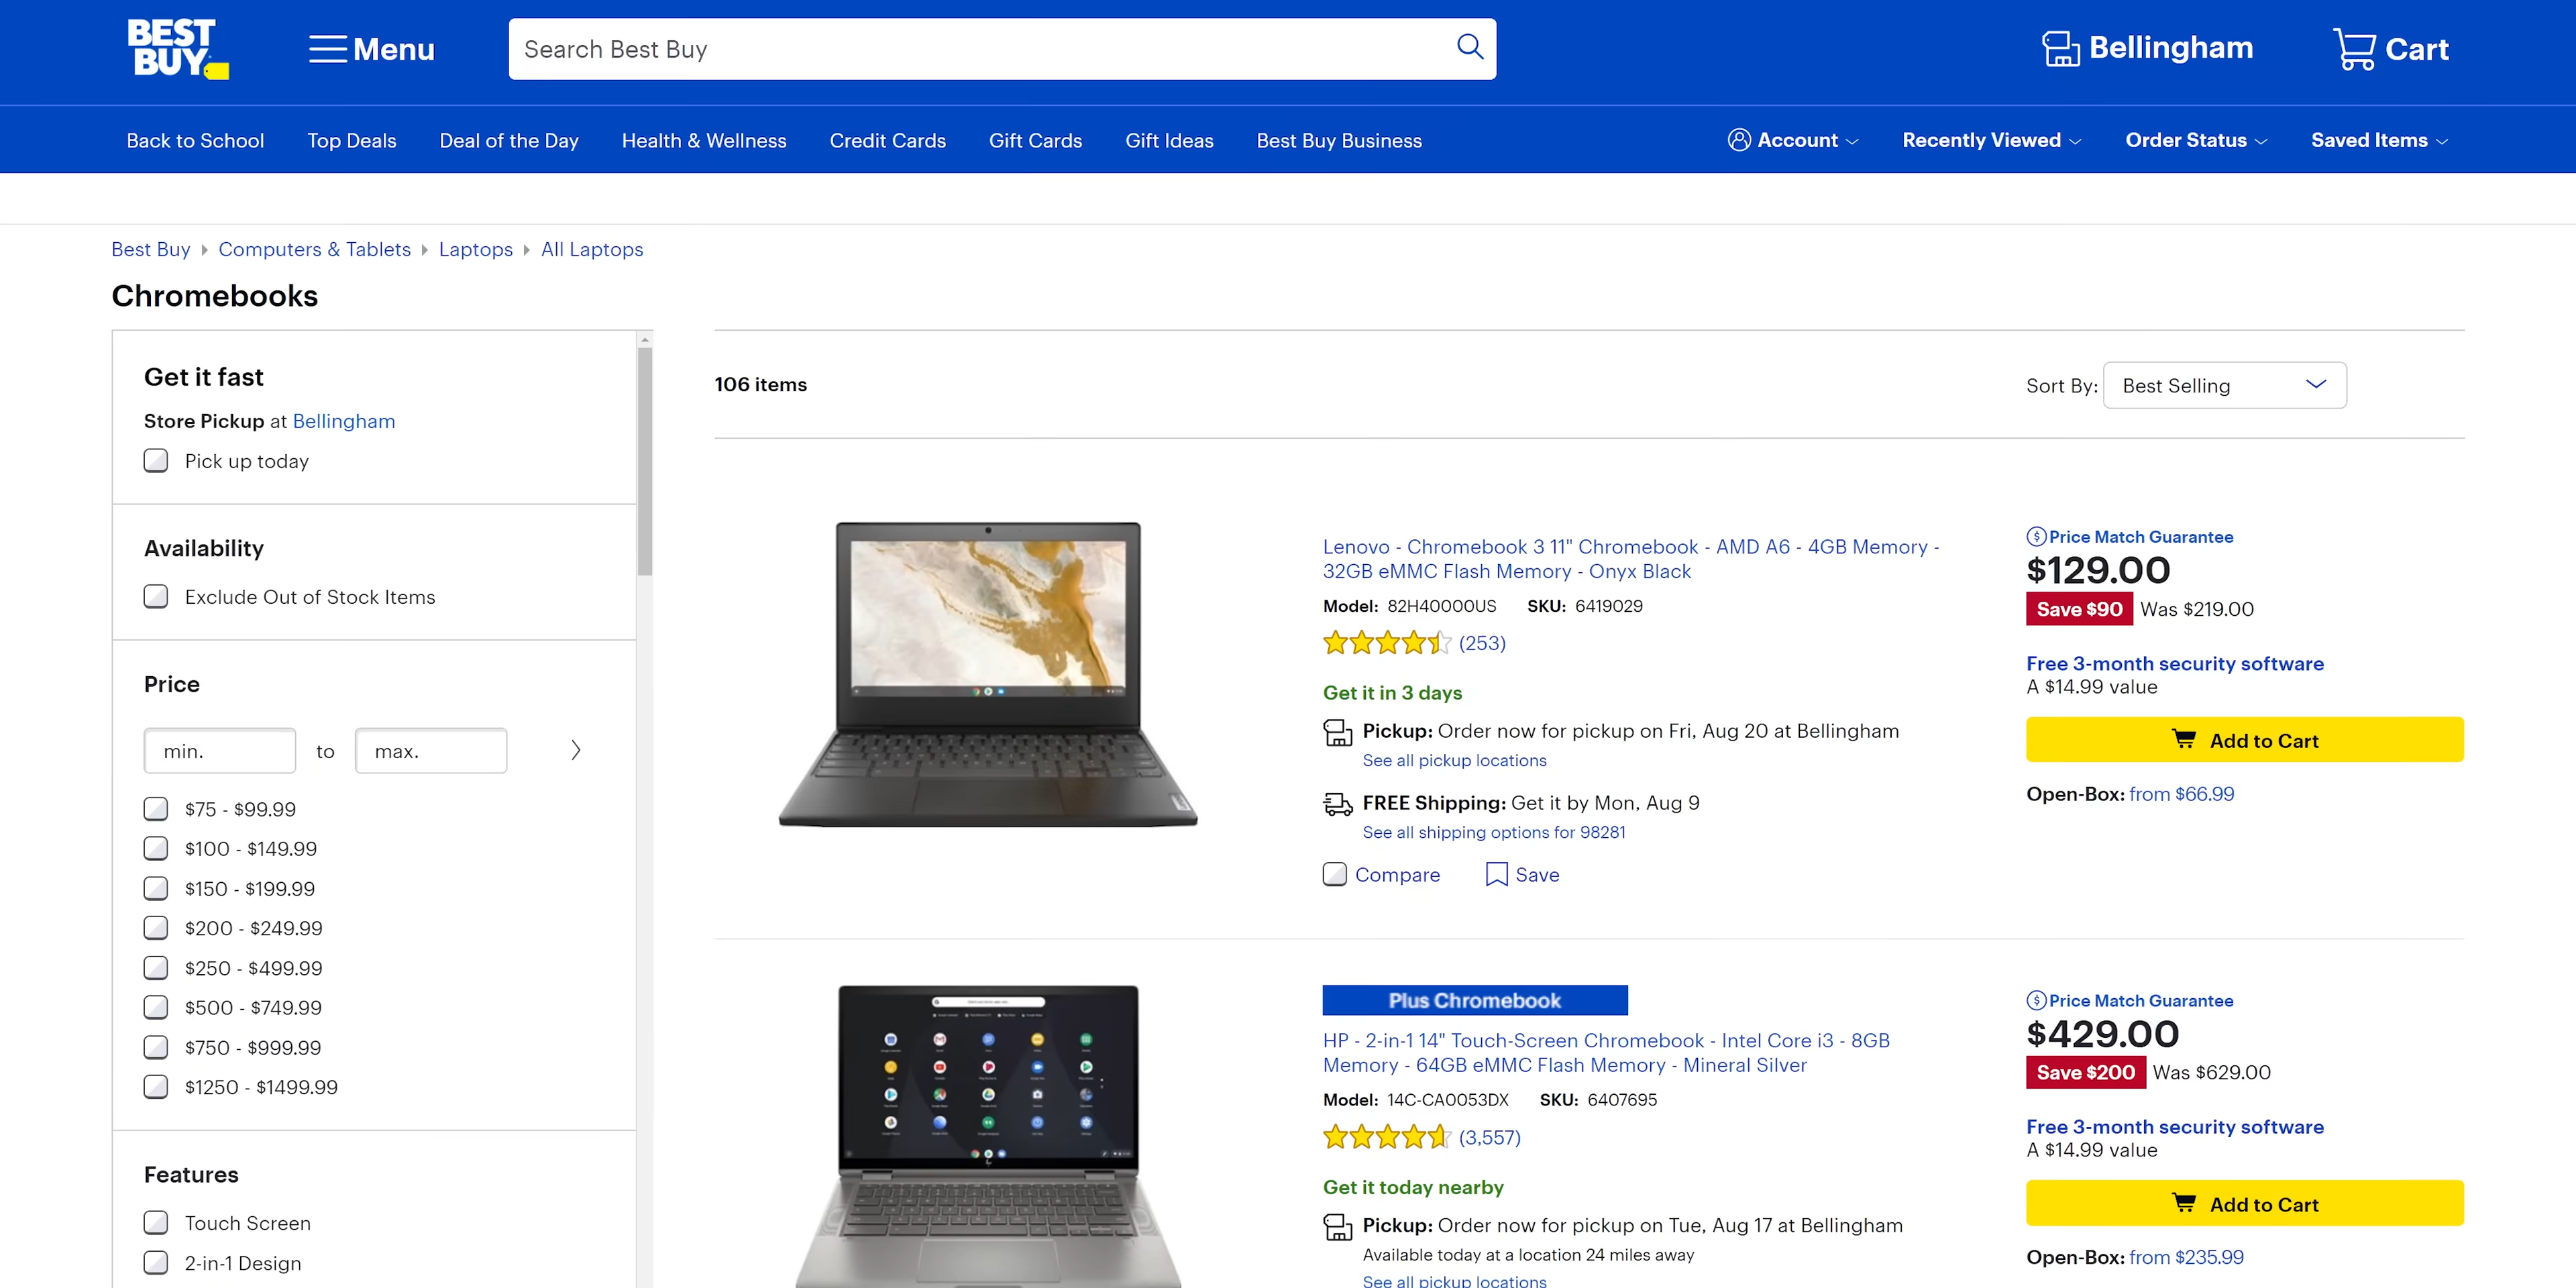 BEST BUY
Menu
Search Best Buy
Bellingham
Cart
Back to School
Top Deals
Deal of the Day
Health & Wellness
Credit Cards
Gift Cards
Gift Ideas
Best Buy Business
Account
Recently Viewed
Order Status
Saved Items
Best Buy
Computers & Tablets
Laptops
All Laptops
Chromebooks
Get it fast
Store Pickup at Bellingham
Pick up today
Availability
Exclude Out of Stock Items
Price
min. to max.
$75 - $99.99
$100 - $149.99
$150 - $199.99
$200 - $249.99
$250 - $499.99
$500 - $749.99
$750 - $999.99
$1250 - $1499.99
Features
Touch Screen
2-in-1 Design
106 items
Sort By: Best Selling
Lenovo - Chromebook 3 11" Chromebook - AMD A6 - 4GB Memory -
32GB eMMC Flash Memory - Onyx Black
Model: 82H40000US SKU: 6419029
(253)
Get it in 3 days
Pickup: Order now for pickup on Fri, Aug 20 at Bellingham
See all pickup locations
FREE Shipping: Get it by Mon, Aug 9
See all shipping options for 98281
Compare
Save
Price Match Guarantee
$129.00
Save $90 Was $219.00
Free 3-month security software
A $14.99 value
Add to Cart
Open-Box: from $66.99
Plus Chromebook
HP - 2-in-1 14" Touch-Screen Chromebook - Intel Core i3 - 8GB
Memory - 64GB eMMC Flash Memory - Mineral Silver
Model: 14C-CA0053DX SKU: 6407695
(3,557)
Get it today nearby
Pickup: Order now for pickup on Tue, Aug 17 at Bellingham
Available today at a location 24 miles away
See all pickup locations
Price Match Guarantee
$429.00
Save $200 Was $629.00
Free 3-month security software
A $14.99 value
Add to Cart
Open-Box: from $235.99